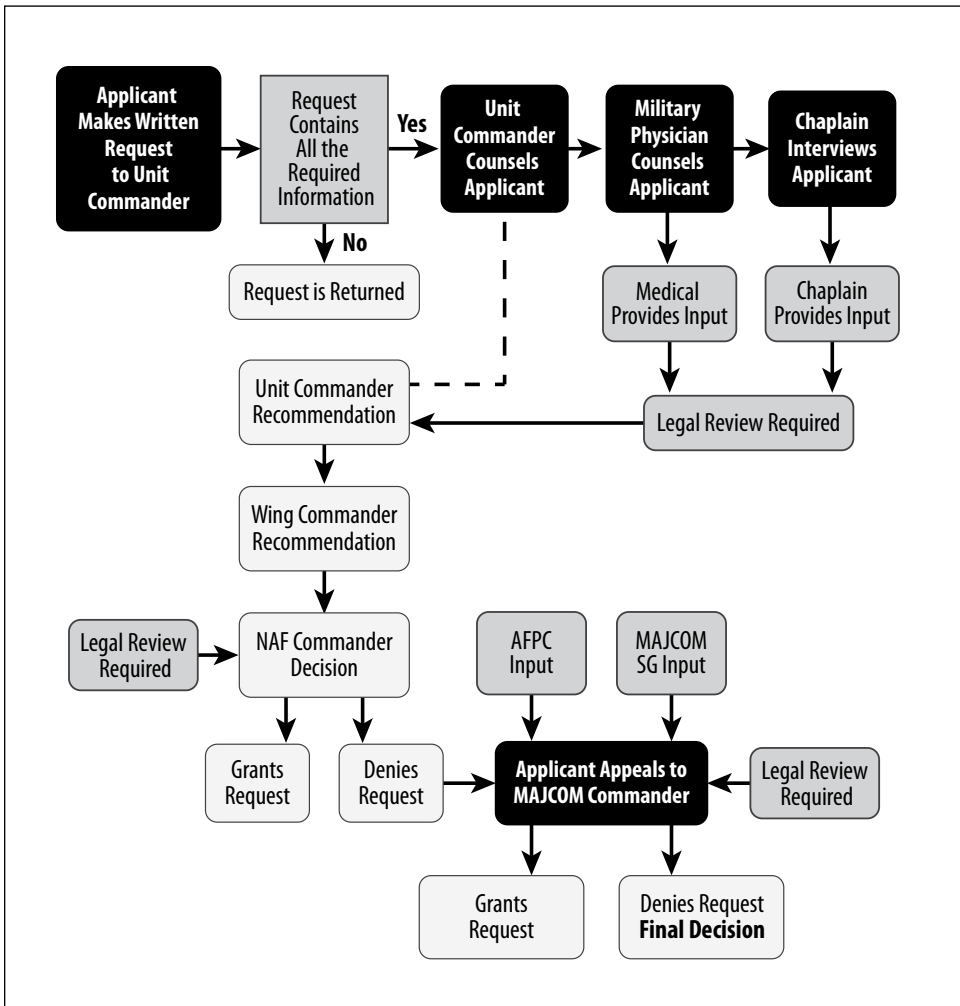 Applicant
Makes Written
Request
to Unit
Commander
Request
Contains
All the
Required
Information
Yes
Unit
Commander
Counsels
Applicant
Military
Physician
Counsels
Applicant
Chaplain
Interviews
Applicant
No
Request is Returned
Medical
Provides Input
Chaplain
Provides Input
Unit Commander
Recommendation
Legal Review Required
Wing Commander
Recommendation
Legal Review
Required
NAF Commander
Decision
AFPC
Input
MAJCOM
SG Input
Grants
Request
Denies
Request
Applicant Appeals to
MAJCOM Commander
Legal Review
Required
Grants
Request
Denies Request
Final Decision